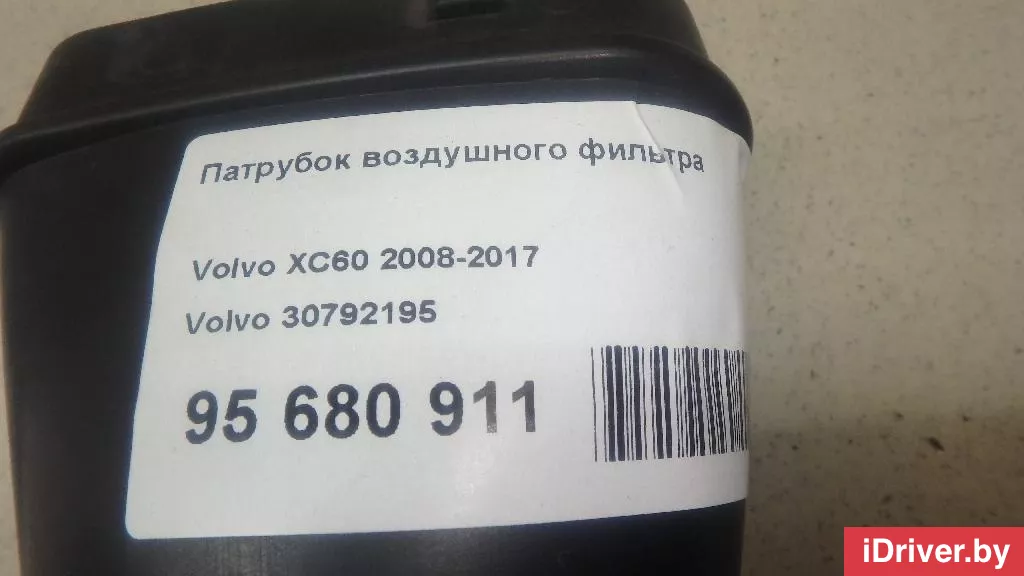 Патрубок воздушного фильтра
Volvo XC60 2008-2017
Volvo 30792195
95 680 911
iDriver.by